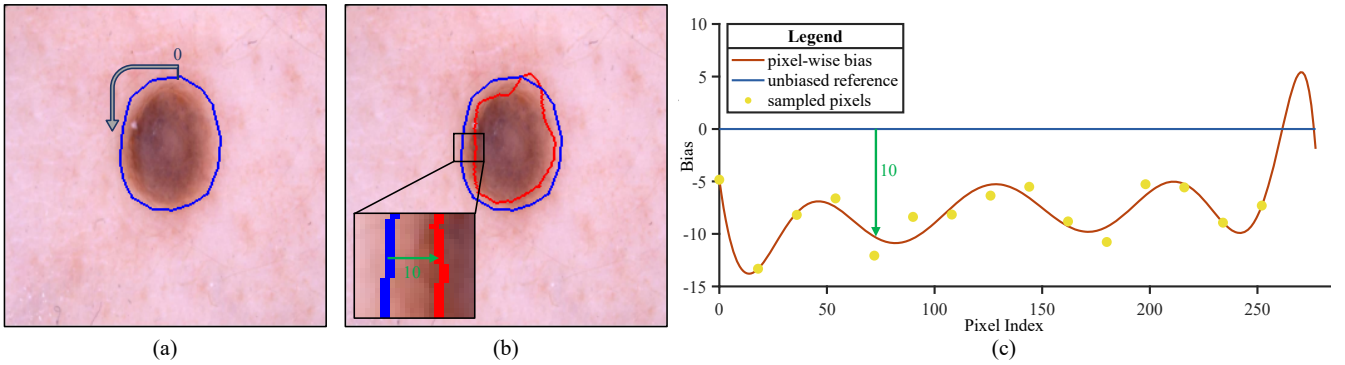 0
(a)
10
(b)
Legend
pixel-wise bias
unbiased reference
sampled pixels
10
5
0
-5
-10
-15
Bias
10
0
50
100
150
200
250
Pixel Index
(c)